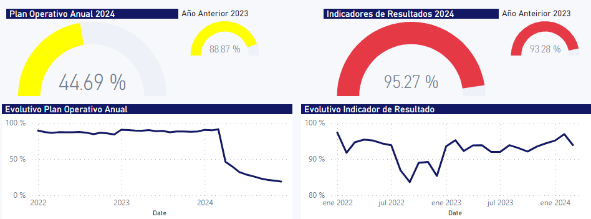 Plan Operativo Anual 2024
Año Anterior 2023
88.87 %
44.69 %
Evolutivo Plan Operativo Anual
100 %
50 %
0 %
2022
2023
2024
Date
Indicadores de Resultados 2024
Año Anterior 2023
93.28 %
95.27 %
Evolutivo Indicador de Resultado
100 %
90 %
80 %
ene 2022
jul 2022
ene 2023
jul 2023
ene 2024
Date